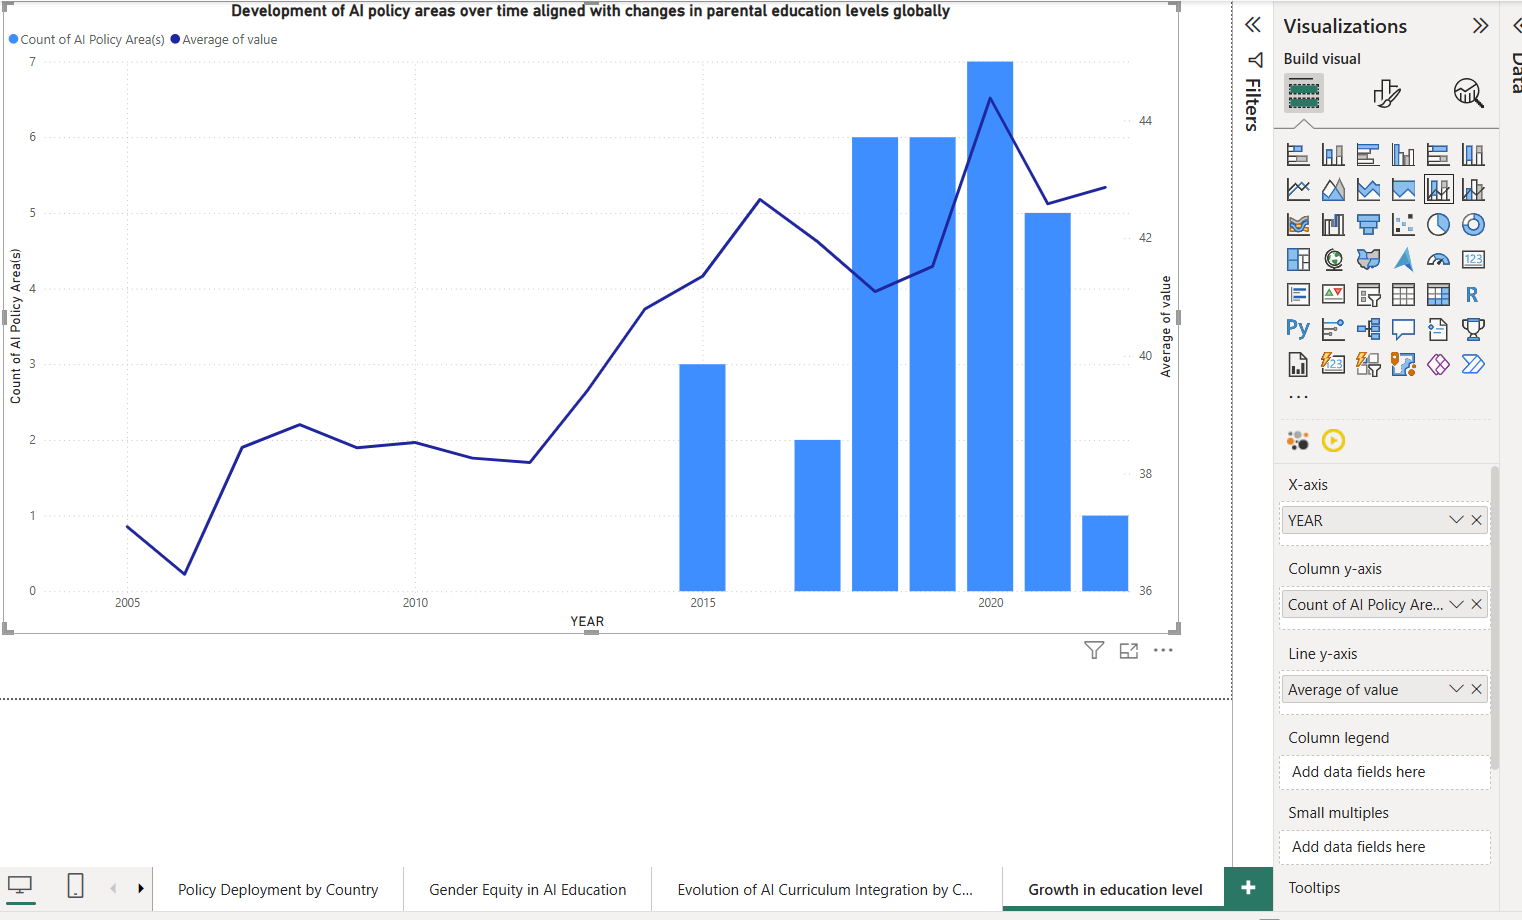 Development of AI policy areas over time aligned with changes in parental education levels globally
Count of AI Policy Area(s) Average of value
7
6
5
4
3
2
1
0
Count of AI Policy Area(s)
44
42
40
38
36
Average of value
2005 2010 2015 2020
YEAR
Filters
Visualizations
Data
Build visual
123
R
Py
123
X-axis
YEAR
Column y-axis
Count of AI Policy Are...
Line y-axis
Average of value
Column legend
Add data fields here
Small multiples
Add data fields here
Tooltips
Policy Deployment by Country
Gender Equity in AI Education
Evolution of AI Curriculum Integration by C...
Growth in education level
+